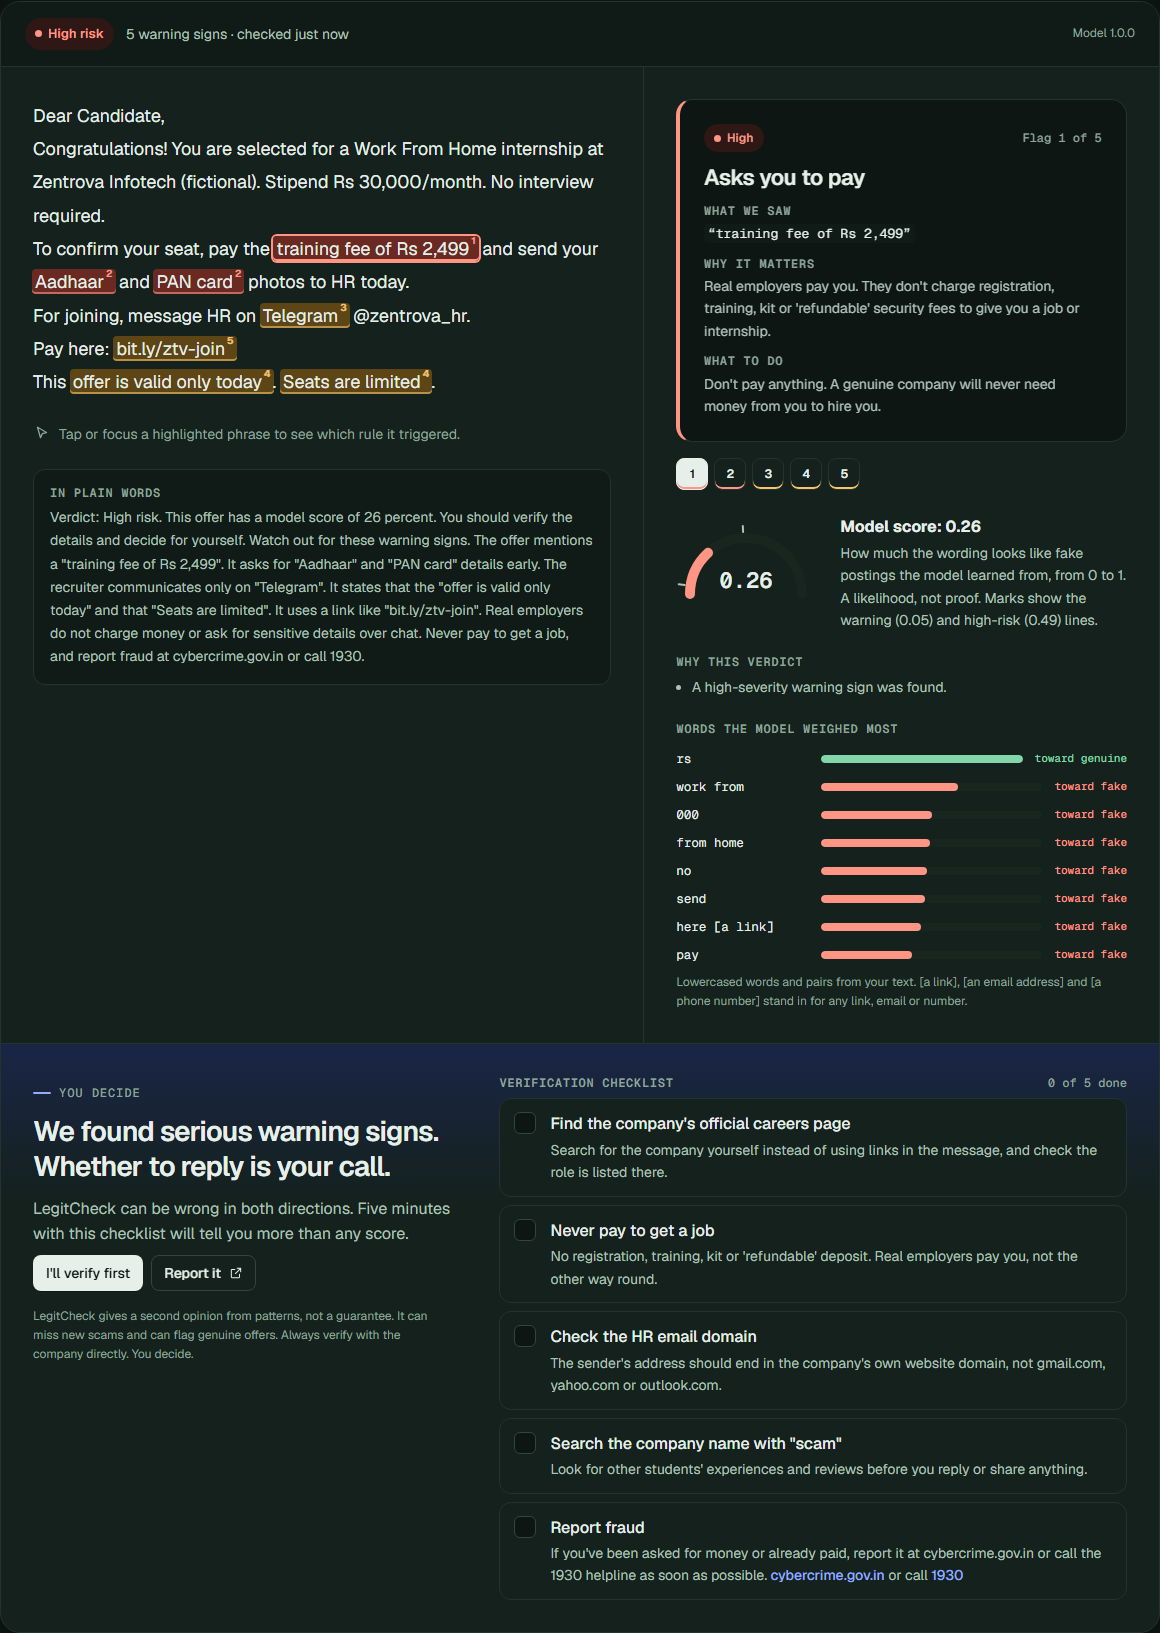 High risk
5 warning signs · checked just now
Model 1.0.0
Dear Candidate,
Congratulations! You are selected for a Work From Home internship at
Zentrova Infotech (fictional). Stipend Rs 30,000/month. No interview
required.
To confirm your seat, pay the training fee of Rs 2,499 1 and send your
Aadhaar 2 and PAN card 2 photos to HR today.
For joining, message HR on Telegram 3 @zentrova_hr.
Pay here: bit.ly/ztv-join 5
This offer is valid only today 4. Seats are limited 4.
Tap or focus a highlighted phrase to see which rule it triggered.
IN PLAIN WORDS
Verdict: High risk. This offer has a model score of 26 percent. You should verify the
details and decide for yourself. Watch out for these warning signs. The offer mentions
a "training fee of Rs 2,499". It asks for "Aadhaar" and "PAN card" details early. The
recruiter communicates only on "Telegram". It states that the "offer is valid only
today" and that "Seats are limited". It uses a link like "bit.ly/ztv-join". Real employers
do not charge money or ask for sensitive details over chat. Never pay to get a job,
and report fraud at cybercrime.gov.in or call 1930.
High
Flag 1 of 5
Asks you to pay
WHAT WE SAW
“training fee of Rs 2,499”
WHY IT MATTERS
Real employers pay you. They don't charge registration,
training, kit or 'refundable' security fees to give you a job or
internship.
WHAT TO DO
Don't pay anything. A genuine company will never need
money from you to hire you.
1 2 3 4 5
0.26
Model score: 0.26
How much the wording looks like fake
postings the model learned from, from 0 to 1.
A likelihood, not proof. Marks show the
warning (0.05) and high-risk (0.49) lines.
WHY THIS VERDICT
• A high-severity warning sign was found.
WORDS THE MODEL WEIGHED MOST
rs toward genuine
work from toward fake
000 toward fake
from home toward fake
no toward fake
send toward fake
here [a link] toward fake
pay toward fake
Lowercased words and pairs from your text. [a link], [an email address] and [a
phone number] stand in for any link, email or number.
YOU DECIDE
We found serious warning signs.
Whether to reply is your call.
LegitCheck can be wrong in both directions. Five minutes
with this checklist will tell you more than any score.
I'll verify first
Report it
LegitCheck gives a second opinion from patterns, not a guarantee. It can
miss new scams and can flag genuine offers. Always verify with the
company directly. You decide.
VERIFICATION CHECKLIST
0 of 5 done
Find the company's official careers page
Search for the company yourself instead of using links in the message, and check the
role is listed there.
Never pay to get a job
No registration, training, kit or 'refundable' deposit. Real employers pay you, not the
other way round.
Check the HR email domain
The sender's address should end in the company's own website domain, not gmail.com,
yahoo.com or outlook.com.
Search the company name with "scam"
Look for other students' experiences and reviews before you reply or share anything.
Report fraud
If you've been asked for money or already paid, report it at cybercrime.gov.in or call the
1930 helpline as soon as possible. cybercrime.gov.in or call 1930